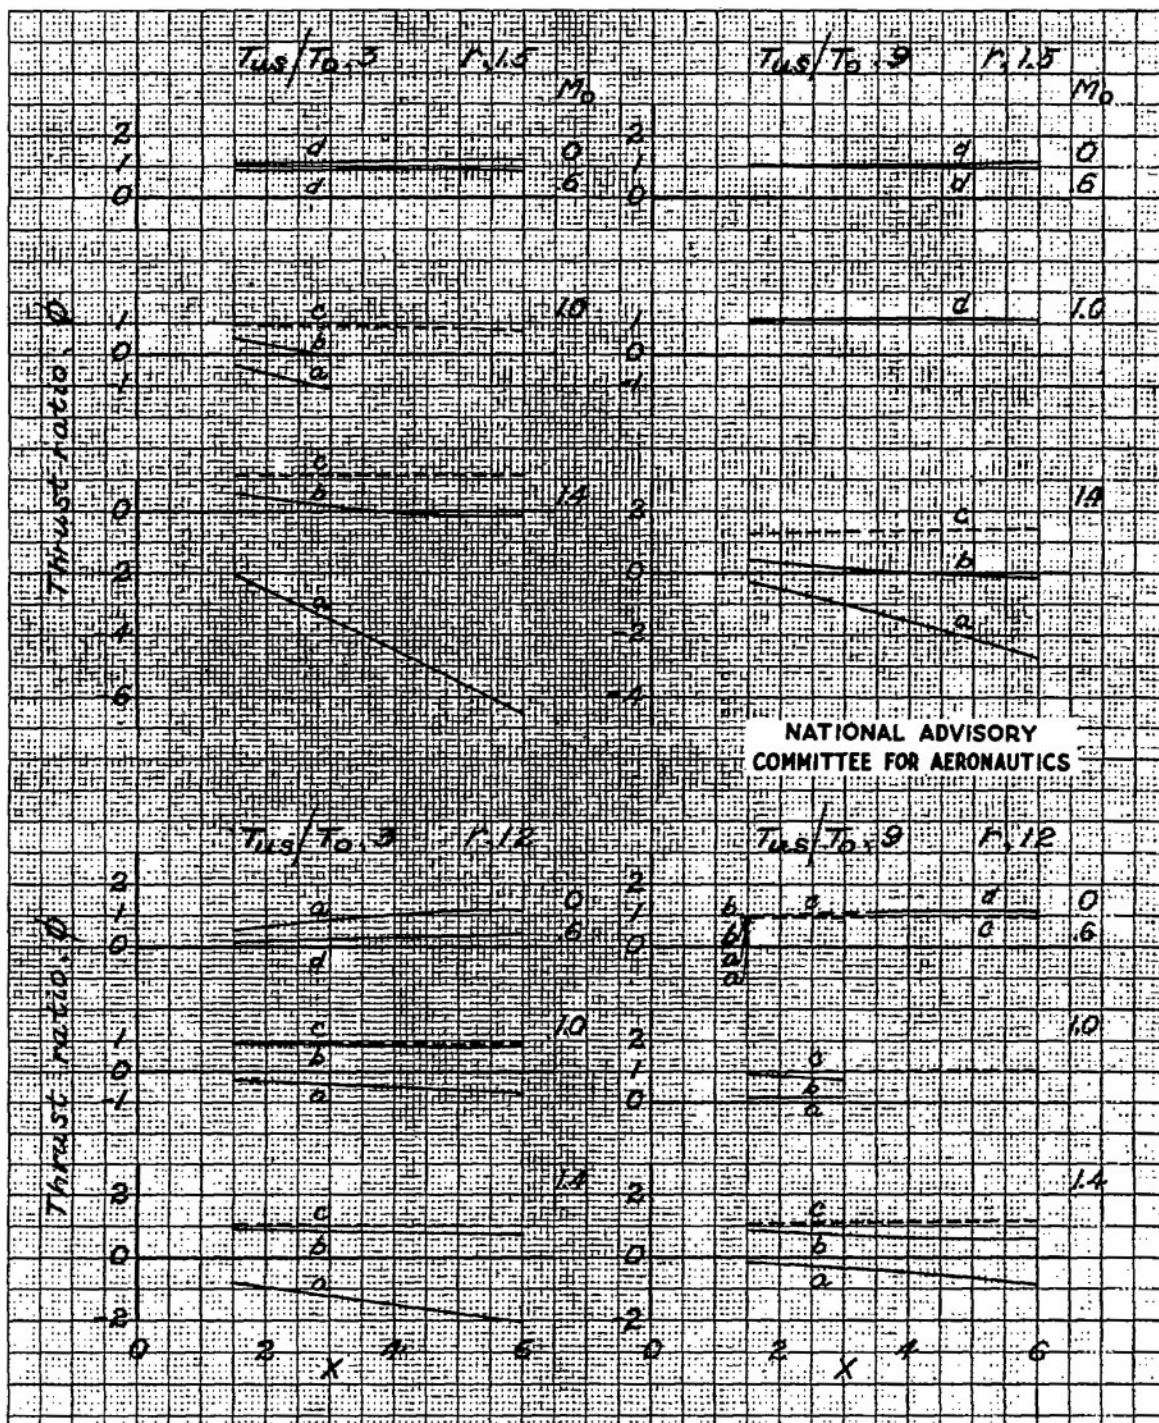 Tus/To, .3 r, 1.5
Mo
2
1
0
d
d
0
.6
1
0
-1
c
b
a
1.0
0
-2
-4
-6
c
b
a
1.4
Thrust-ratio, φ
Tus/To, .9 r, 1.5
Mo
2
1
0
d
d
0
.6
1
0
d
1.0
2
0
-2
-4
c
b
a
1.4
NATIONAL ADVISORY
COMMITTEE FOR AERONAUTICS
Tus/To, .3 r, 12
2
1
0
a
d
0
.6
1
0
-1
c
b
a
1.0
2
0
-2
c
b
a
1.4
0 2 4 6
X
Thrust ratio, φ
Tus/To, .9 r, 12
2
1
0
b
b
a
a
c
d
c
0
.6
2
1
0
c
b
a
1.0
2
0
-2
c
b
a
1.4
0 2 4 6
X